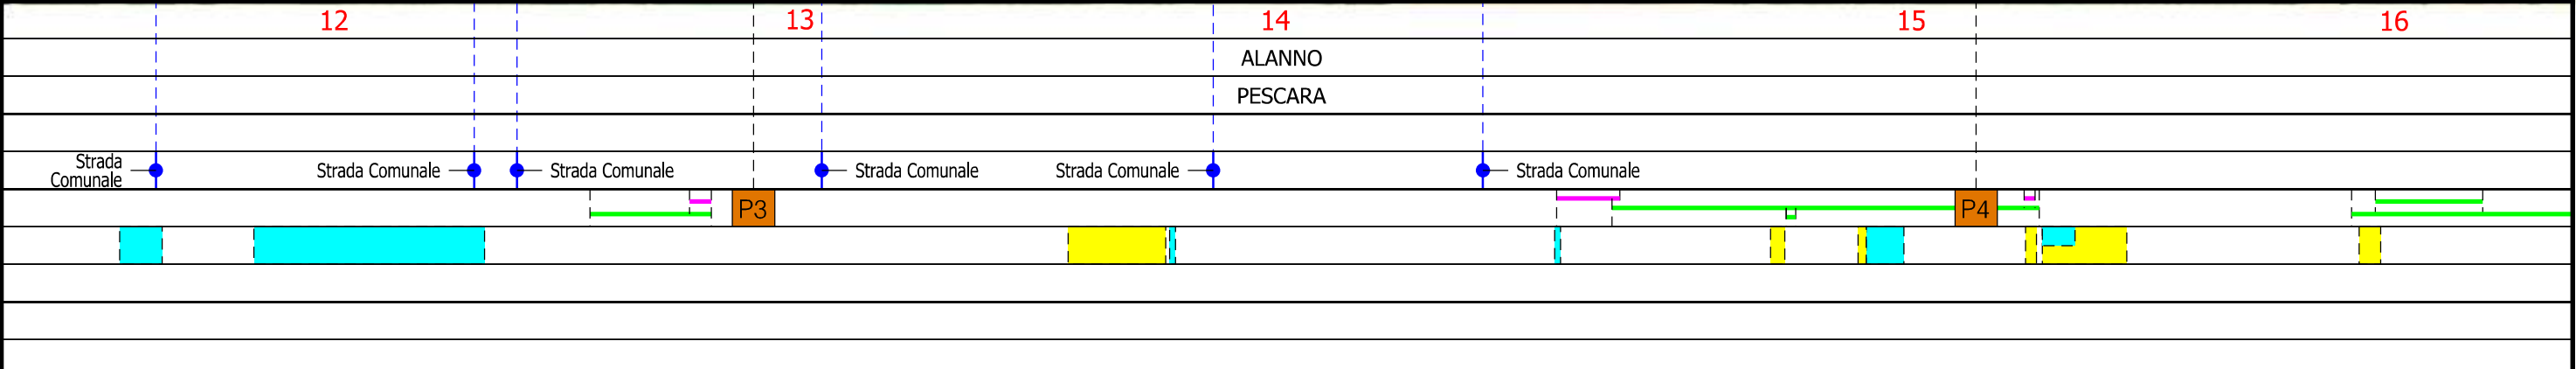 12 13 14 15 16
ALANNO
PESCARA
Strada
Comunale
Strada Comunale
Strada Comunale
Strada Comunale
Strada Comunale
Strada Comunale
P3 P4